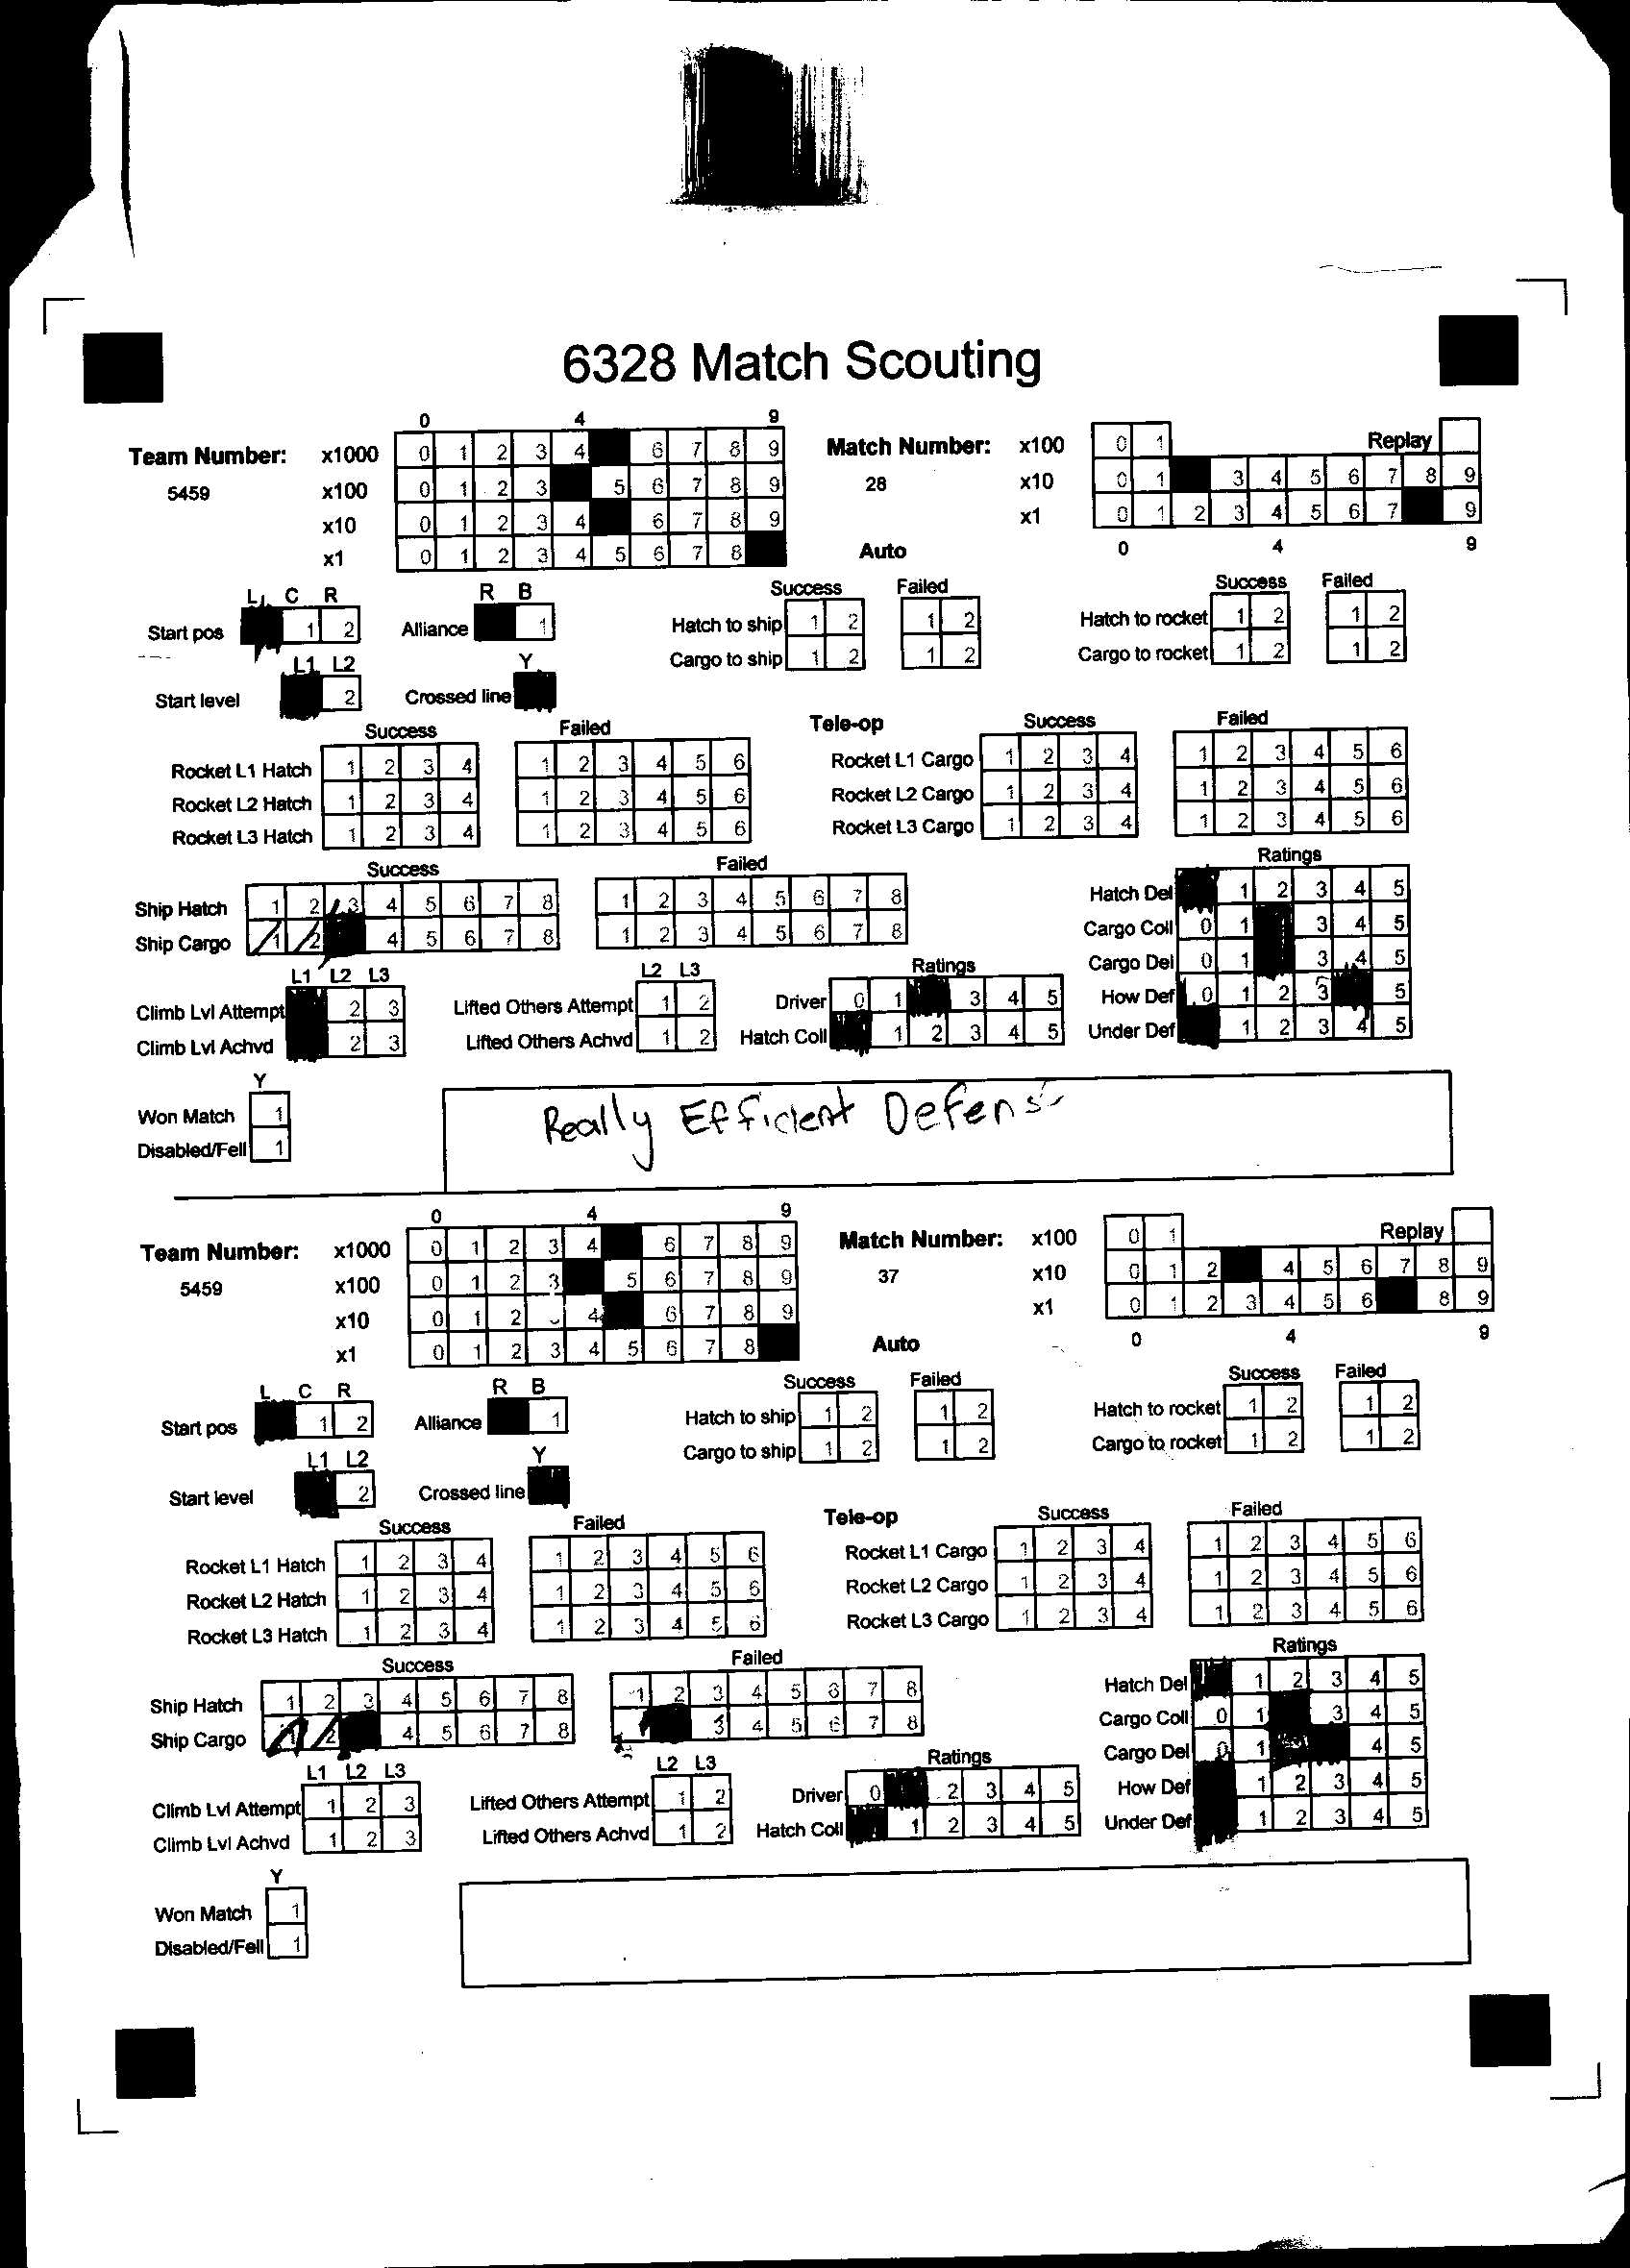 6328 Match Scouting
0 4 9
Team Number: x1000 0 1 2 3 4 6 7 8 9 Match Number: x100 0 1 Replay
5459 x100 0 1 2 3 5 6 7 8 9 28 x10 0 1 3 4 5 6 7 8 9
x10 0 1 2 3 4 6 7 8 9 x1 0 1 2 3 4 5 6 7 9
x1 0 1 2 3 4 5 6 7 8 Auto 0 4 9
L C R R B Success Failed Success Failed
Start pos 1 2 Alliance 1 Hatch to ship 1 2 1 2 Hatch to rocket 1 2 1 2
Cargo to ship 1 2 1 2 Cargo to rocket 1 2 1 2
L1 L2 Y
Start level 2 Crossed line
Success Failed Tele-op Success Failed
Rocket L1 Hatch 1 2 3 4 1 2 3 4 5 6 Rocket L1 Cargo 1 2 3 4 1 2 3 4 5 6
Rocket L2 Hatch 1 2 3 4 1 2 3 4 5 6 Rocket L2 Cargo 1 2 3 4 1 2 3 4 5 6
Rocket L3 Hatch 1 2 3 4 1 2 3 4 5 6 Rocket L3 Cargo 1 2 3 4 1 2 3 4 5 6
Success Failed Ratings
Ship Hatch 1 2 3 4 5 6 7 8 1 2 3 4 5 6 7 8 Hatch Del 1 2 3 4 5
Ship Cargo 1 2 4 5 6 7 8 1 2 3 4 5 6 7 8 Cargo Coll 0 1 3 4 5
L1 L2 L3 L2 L3 Ratings Cargo Del 0 1 3 4 5
Climb Lvl Attempt 2 3 Lifted Others Attempt 1 2 Driver 0 1 3 4 5 How Def 0 1 2 3 5
Climb Lvl Achvd 2 3 Lifted Others Achvd 1 2 Hatch Coll 1 2 3 4 5 Under Def 1 2 3 4 5
Y
Won Match 1
Disabled/Fell 1
Really Efficient Defense
0 4 9
Team Number: x1000 0 1 2 3 4 6 7 8 9 Match Number: x100 0 1 Replay
5459 x100 0 1 2 3 5 6 7 8 9 37 x10 0 1 2 4 5 6 7 8 9
x10 0 1 2 4 6 7 8 9 x1 0 1 2 3 4 5 6 8 9
x1 0 1 2 3 4 5 6 7 8 Auto 0 4 9
L C R R B Success Failed Success Failed
Start pos 1 2 Alliance 1 Hatch to ship 1 2 1 2 Hatch to rocket 1 2 1 2
Cargo to ship 1 2 1 2 Cargo to rocket 1 2 1 2
L1 L2 Y
Start level 2 Crossed line
Success Failed Tele-op Success Failed
Rocket L1 Hatch 1 2 3 4 1 2 3 4 5 6 Rocket L1 Cargo 1 2 3 4 1 2 3 4 5 6
Rocket L2 Hatch 1 2 3 4 1 2 3 4 5 6 Rocket L2 Cargo 1 2 3 4 1 2 3 4 5 6
Rocket L3 Hatch 1 2 3 4 1 2 3 4 5 6 Rocket L3 Cargo 1 2 3 4 1 2 3 4 5 6
Success Failed Ratings
Ship Hatch 1 2 3 4 5 6 7 8 1 2 3 4 5 6 7 8 Hatch Del 1 2 3 4 5
Ship Cargo 1 2 4 5 6 7 8 3 4 5 6 7 8 Cargo Coll 0 1 3 4 5
L1 L2 L3 L2 L3 Ratings Cargo Del 0 1 4 5
Climb Lvl Attempt 1 2 3 Lifted Others Attempt 1 2 Driver 0 2 3 4 5 How Def 1 2 3 4 5
Climb Lvl Achvd 1 2 3 Lifted Others Achvd 1 2 Hatch Coll 1 2 3 4 5 Under Def 1 2 3 4 5
Y
Won Match 1
Disabled/Fell 1